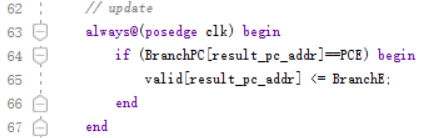 62 // update
63 always@(posedge clk) begin
64 if (BranchPC[result_pc_addr]==PCE) begin
65 valid[result_pc_addr] <= BranchE;
66 end
67 end